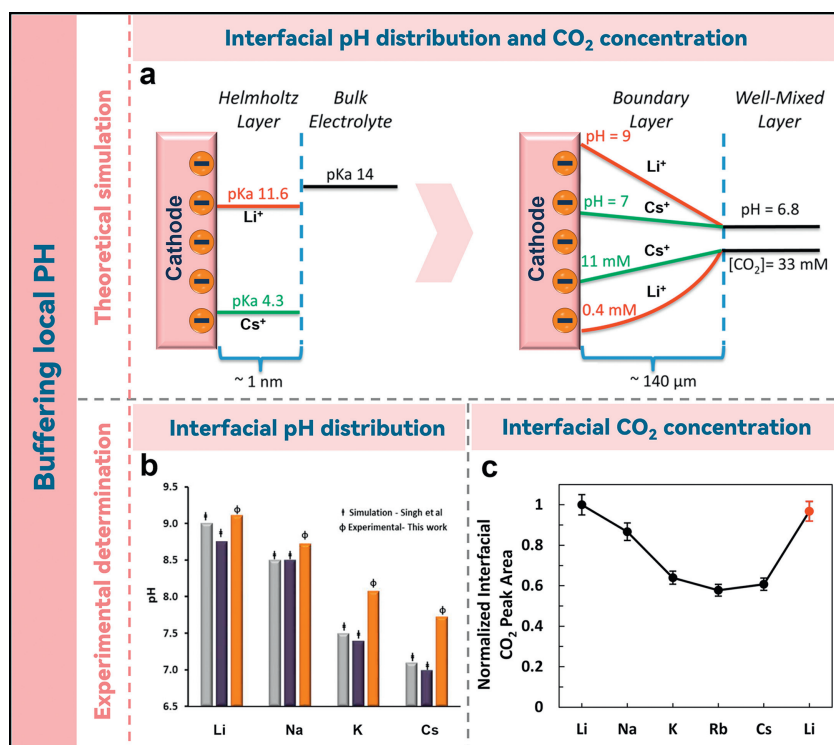 Buffering local PH
Theoretical simulation
Interfacial pH distribution and CO₂ concentration
a
Helmholtz
Layer
Bulk
Electrolyte
Cathode
pKa 11.6
Li⁺
pKa 14
pKa 4.3
Cs⁺
~ 1 nm
Boundary
Layer
Well-Mixed
Layer
Cathode
pH = 9
Li⁺
pH = 7
Cs⁺
pH = 6.8
Cs⁺
11 mM
[CO₂]= 33 mM
Li⁺
0.4 mM
~ 140 μm
Experimental determination
Interfacial pH distribution
b
ǂ Simulation - Singh et al
ϕ Experimental- This work
pH
9.0
8.5
8.0
7.5
7.0
6.5
ǂ ǂ ϕ
ǂ ǂ ϕ
ǂ ǂ ϕ
ǂ ǂ ϕ
Li Na K Cs
Interfacial CO₂ concentration
c
Normalized Interfacial
CO₂ Peak Area
1
0.8
0.6
0.4
0.2
0
Li Na K Rb Cs Li